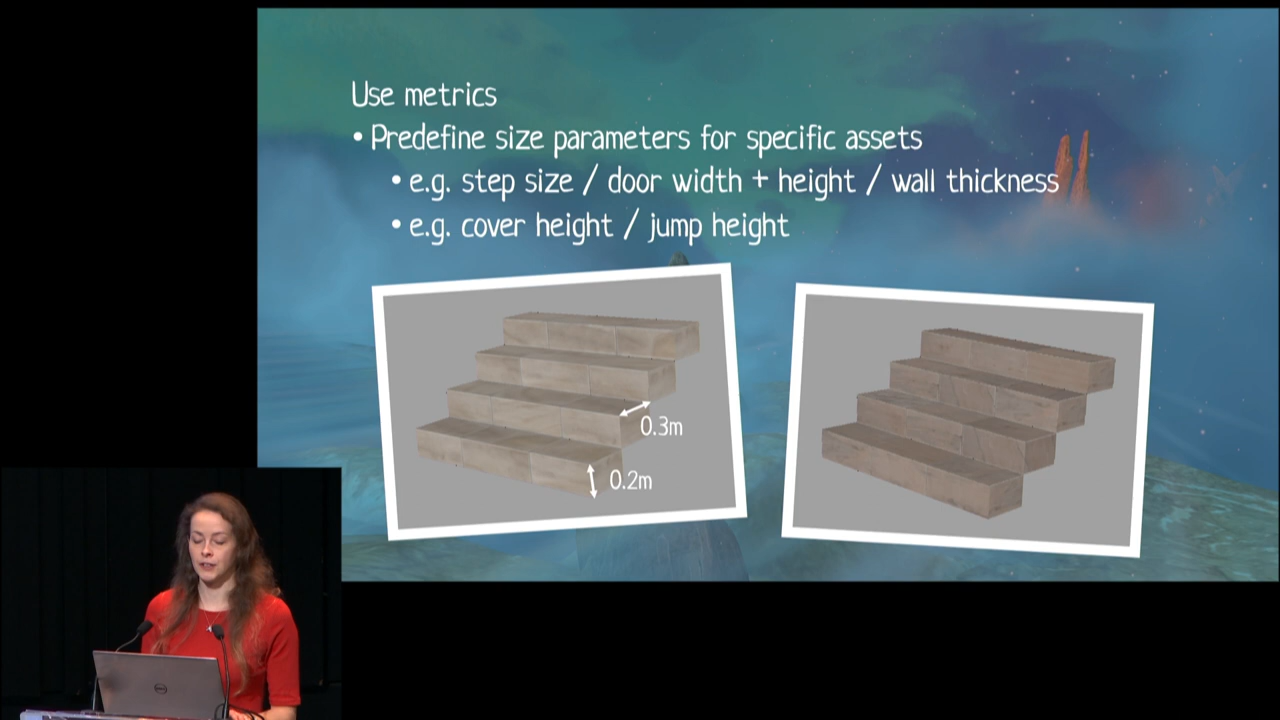 Use metrics
• Predefine size parameters for specific assets
• e.g. step size / door width + height / wall thickness
• e.g. cover height / jump height
0.3m
0.2m